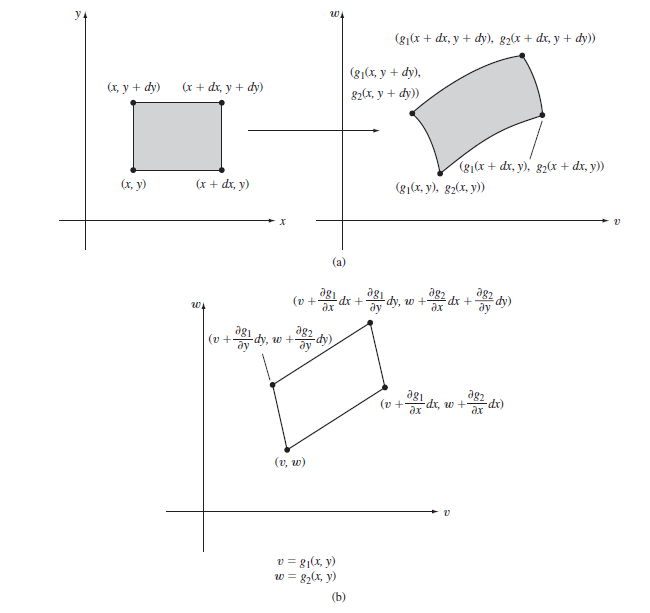 y
w
(g₁(x + dx, y + dy), g₂(x + dx, y + dy))
(x, y + dy) (x + dx, y + dy)
(g₁(x, y + dy),
g₂(x, y + dy))
(x, y) (x + dx, y)
(g₁(x + dx, y), g₂(x + dx, y))
(g₁(x, y), g₂(x, y))
x
v
(a)
w
(v + ∂g₁/∂x dx + ∂g₁/∂y dy, w + ∂g₂/∂x dx + ∂g₂/∂y dy)
(v + ∂g₁/∂y dy, w + ∂g₂/∂y dy)
(v + ∂g₁/∂x dx, w + ∂g₂/∂x dx)
(v, w)
v
v = g₁(x, y)
w = g₂(x, y)
(b)